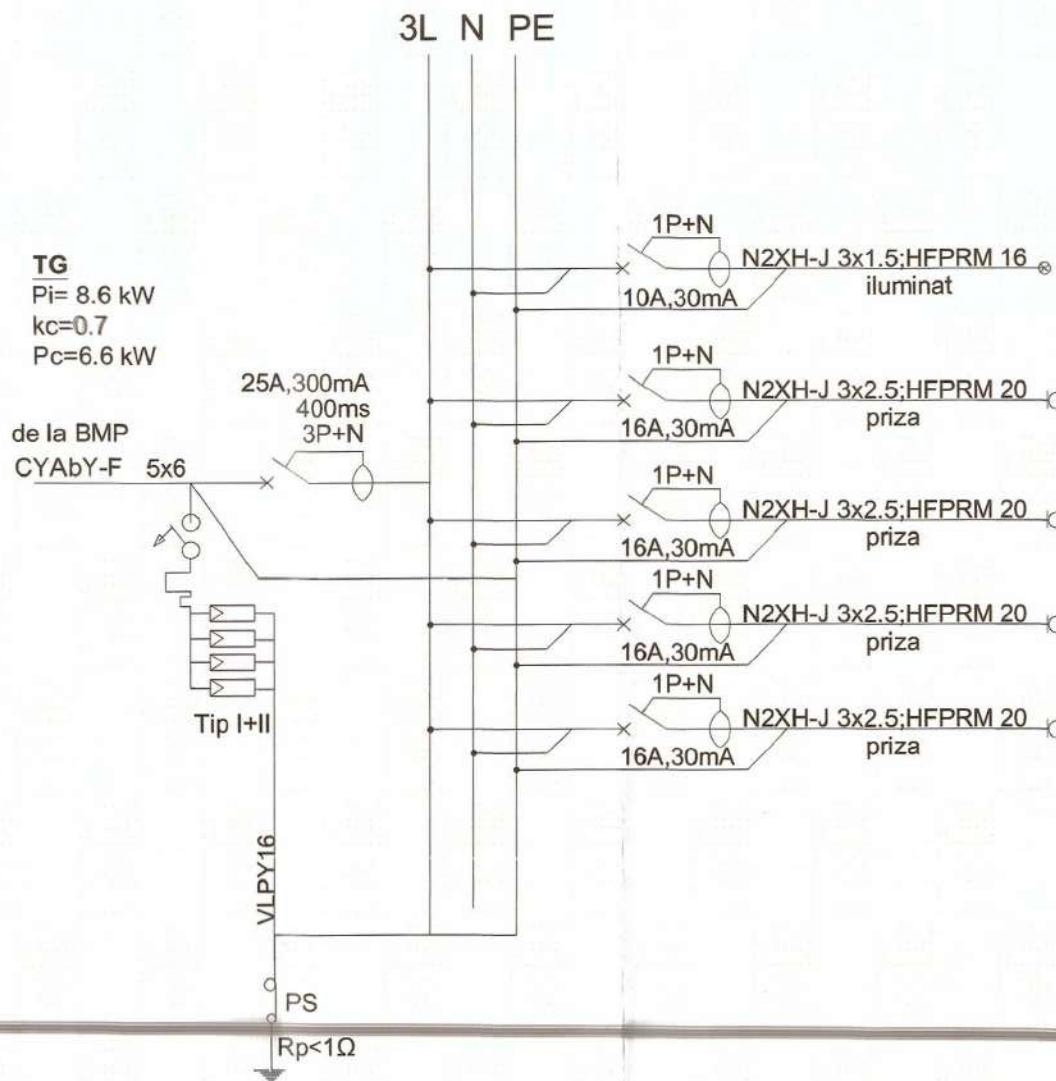 3L N PE
TG
Pi= 8.6 kW
kc=0.7
Pc=6.6 kW
25A,300mA
400ms
3P+N
de la BMP
CYAbY-F 5x6
Tip I+II
VLPY16
PS
Rp<1Ω
1P+N
N2XH-J 3x1.5;HFPRM 16
iluminat
10A,30mA
1P+N
N2XH-J 3x2.5;HFPRM 20
priza
16A,30mA
1P+N
N2XH-J 3x2.5;HFPRM 20
priza
16A,30mA
1P+N
N2XH-J 3x2.5;HFPRM 20
priza
16A,30mA
1P+N
N2XH-J 3x2.5;HFPRM 20
priza
16A,30mA